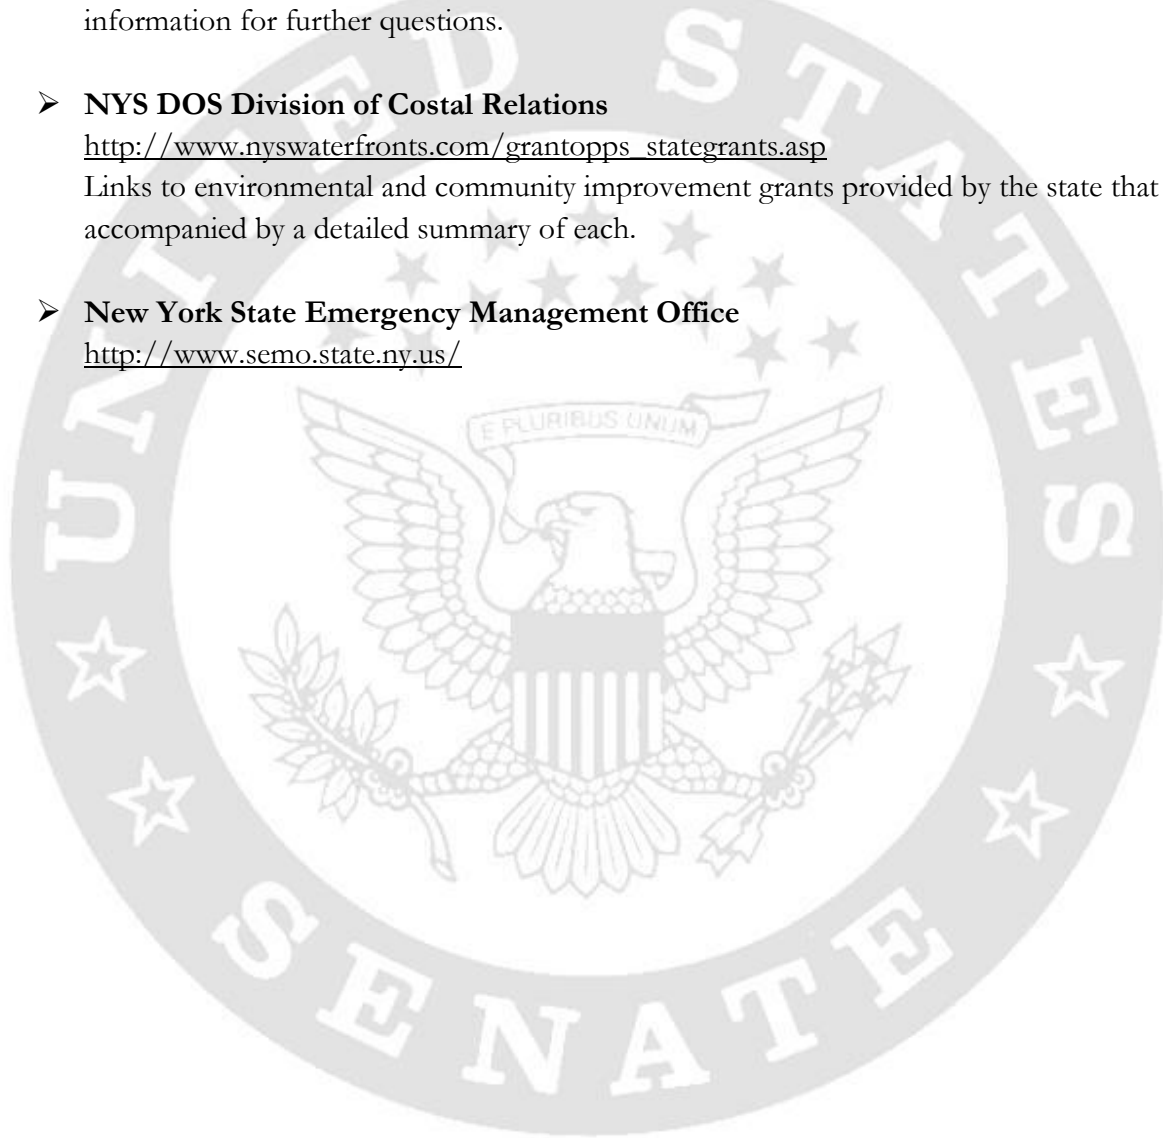 information for further questions.
➢ NYS DOS Division of Costal Relations
http://www.nyswaterfronts.com/grantopps_stategrants.asp
Links to environmental and community improvement grants provided by the state that
accompanied by a detailed summary of each.
➢ New York State Emergency Management Office
http://www.semo.state.ny.us/
E PLURIBUS UNUM
UNITED STATES
SENATE